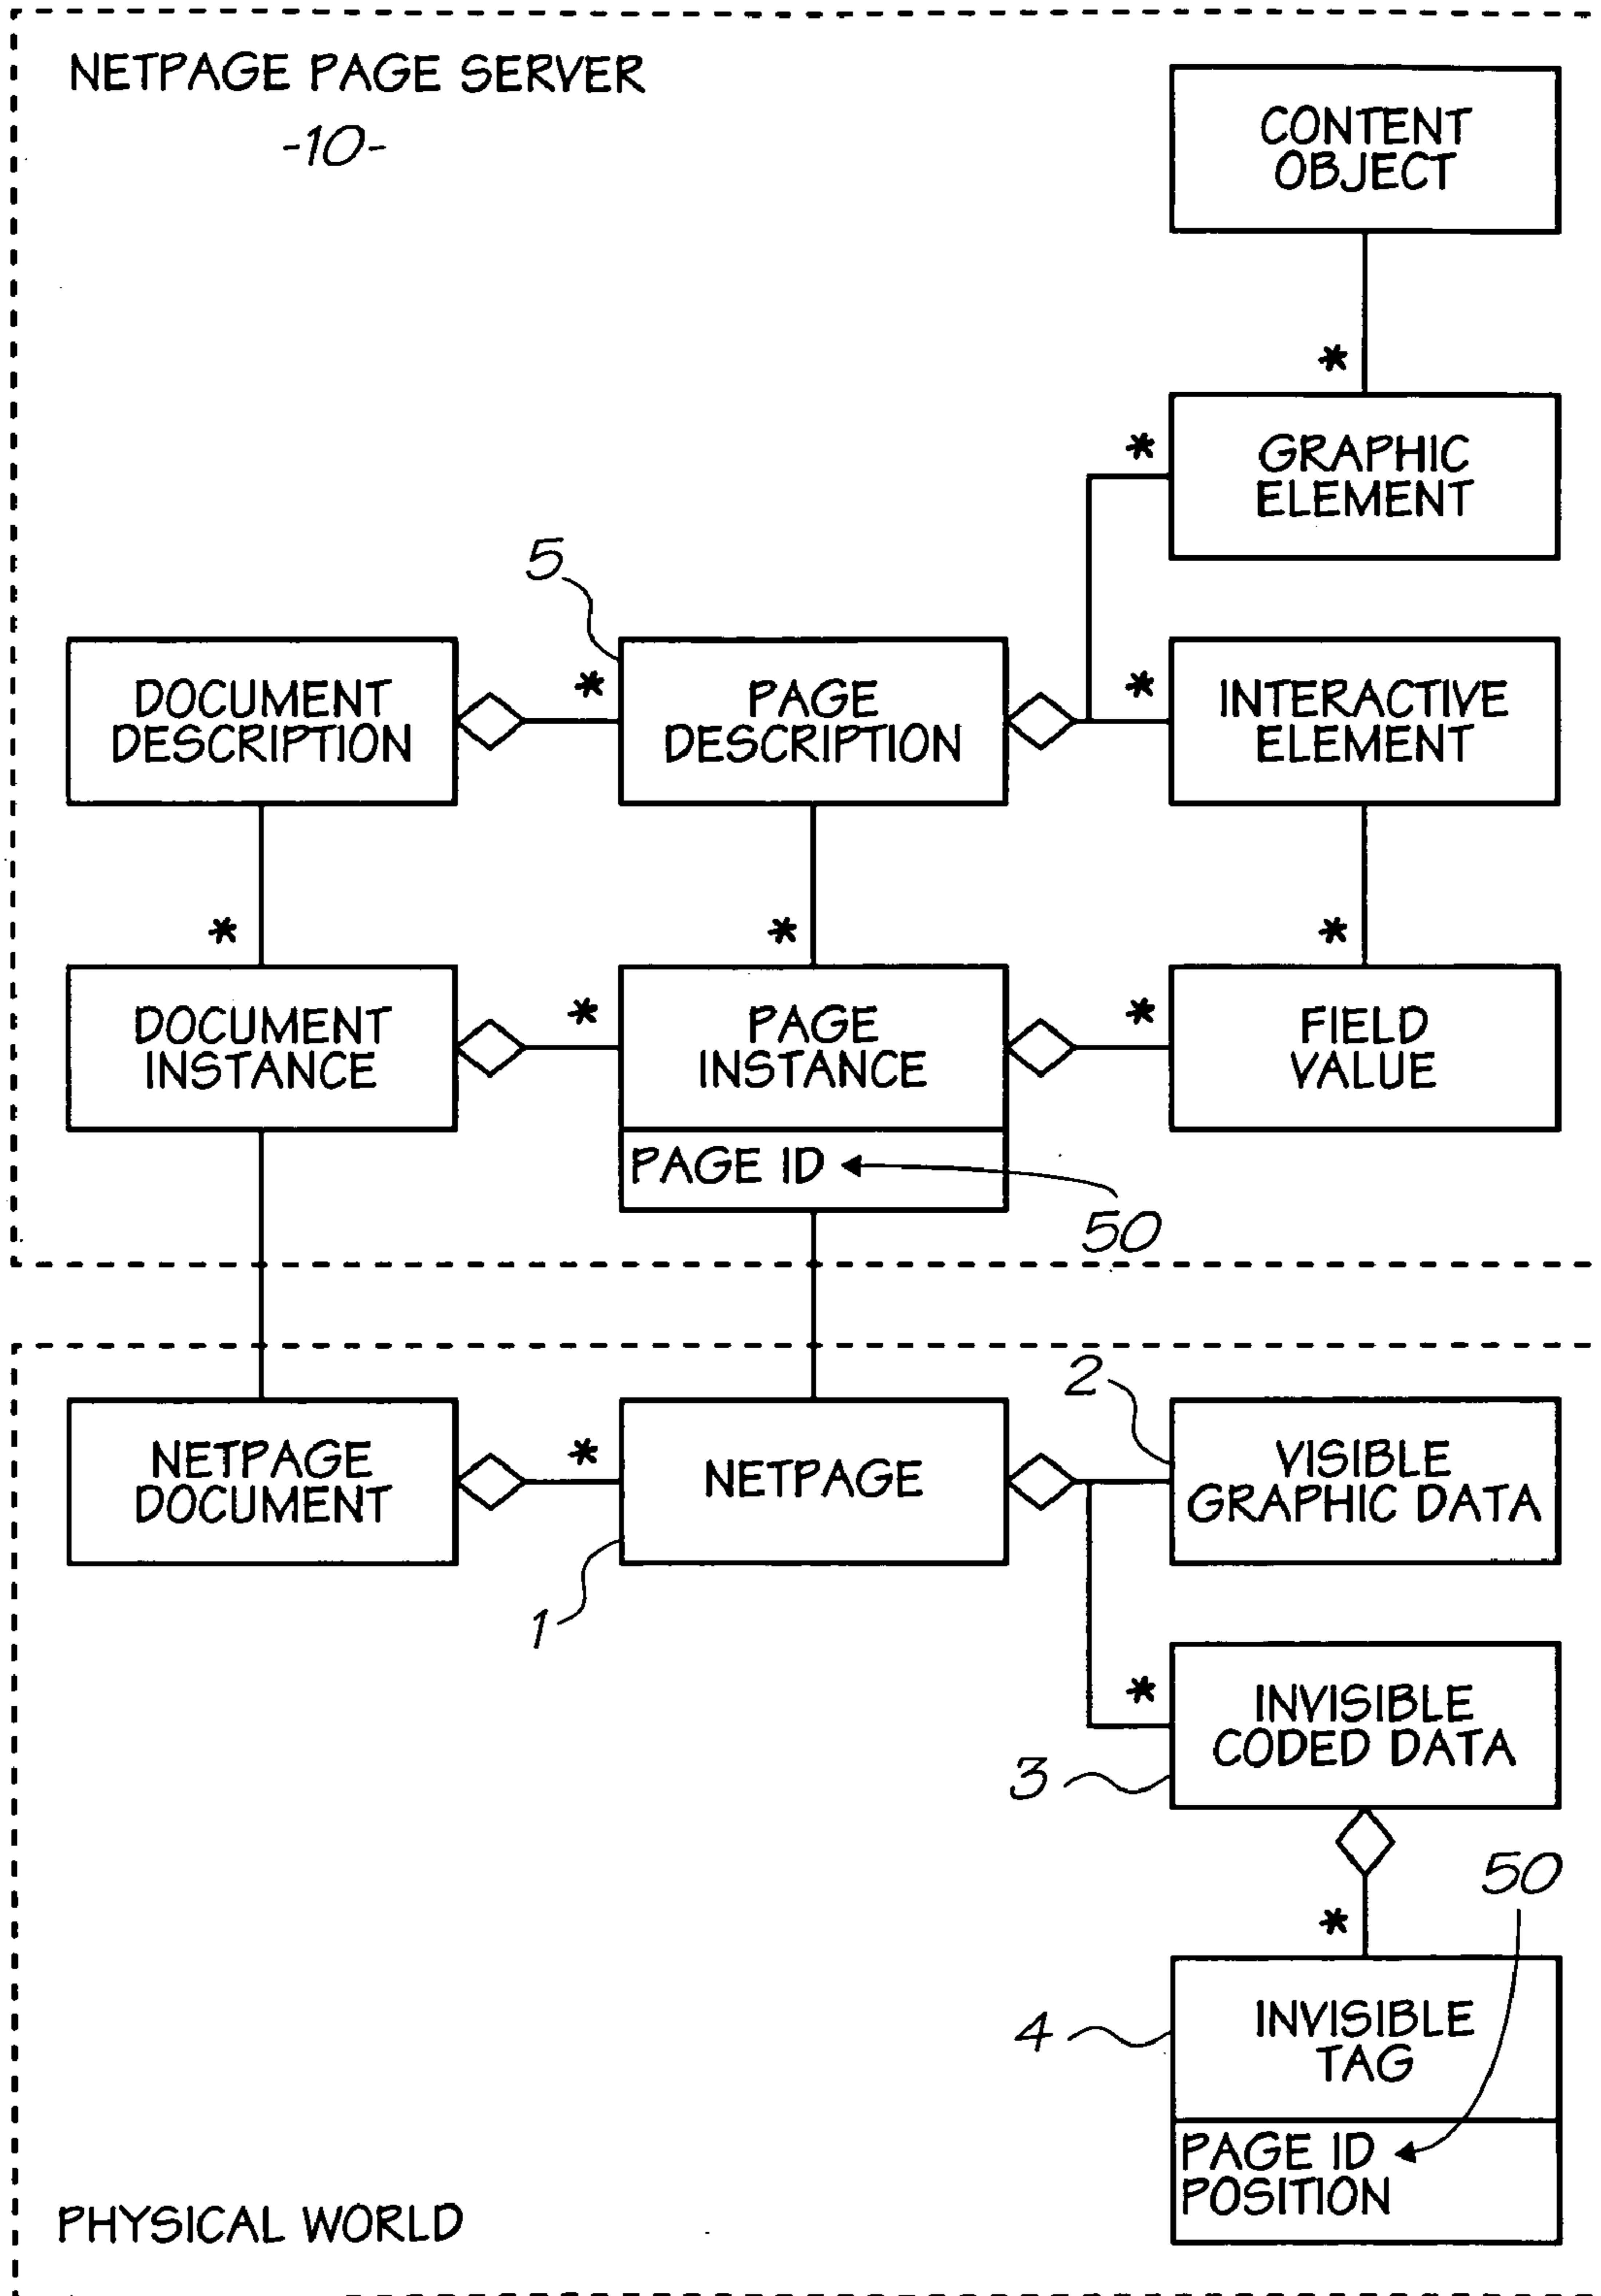 NETPAGE PAGE SERVER
-10-
CONTENT
OBJECT
*
*
GRAPHIC
ELEMENT
5
DOCUMENT
DESCRIPTION
*
PAGE
DESCRIPTION
*
INTERACTIVE
ELEMENT
*
*
*
DOCUMENT
INSTANCE
*
PAGE
INSTANCE
*
FIELD
VALUE
PAGE ID
50
NETPAGE
DOCUMENT
*
NETPAGE
2
VISIBLE
GRAPHIC DATA
1
*
INVISIBLE
CODED DATA
3
50
*
4
INVISIBLE
TAG
PAGE ID
POSITION
PHYSICAL WORLD